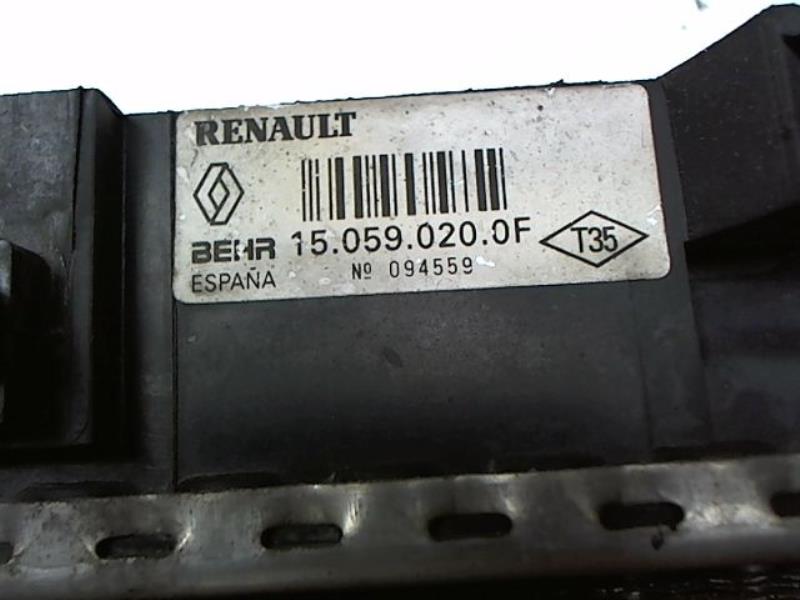 RENAULT
BEHR 15.059.020.0F
ESPAÑA Nº 094559
T35